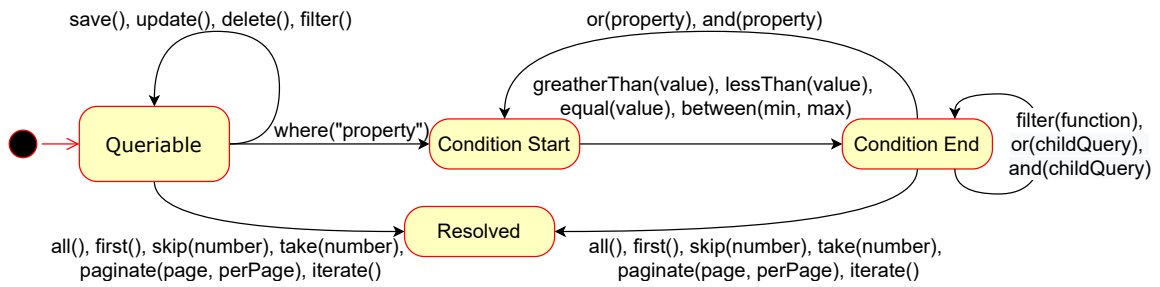 save(), update(), delete(), filter()
or(property), and(property)
greatherThan(value), lessThan(value),
equal(value), between(min, max)
filter(function),
or(childQuery),
and(childQuery)
where("property")
Queriable
Condition Start
Condition End
Resolved
all(), first(), skip(number), take(number),
paginate(page, perPage), iterate()
all(), first(), skip(number), take(number),
paginate(page, perPage), iterate()